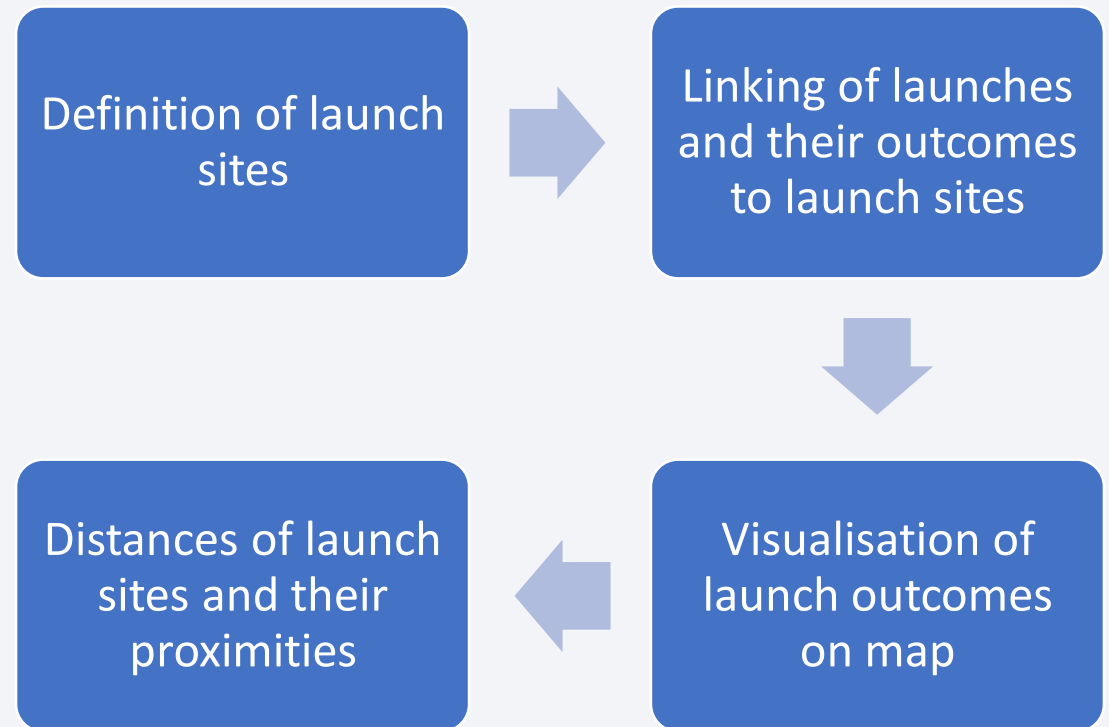 Definition of launch
sites
Linking of launches
and their outcomes
to launch sites
Visualisation of
launch outcomes
on map
Distances of launch
sites and their
proximities